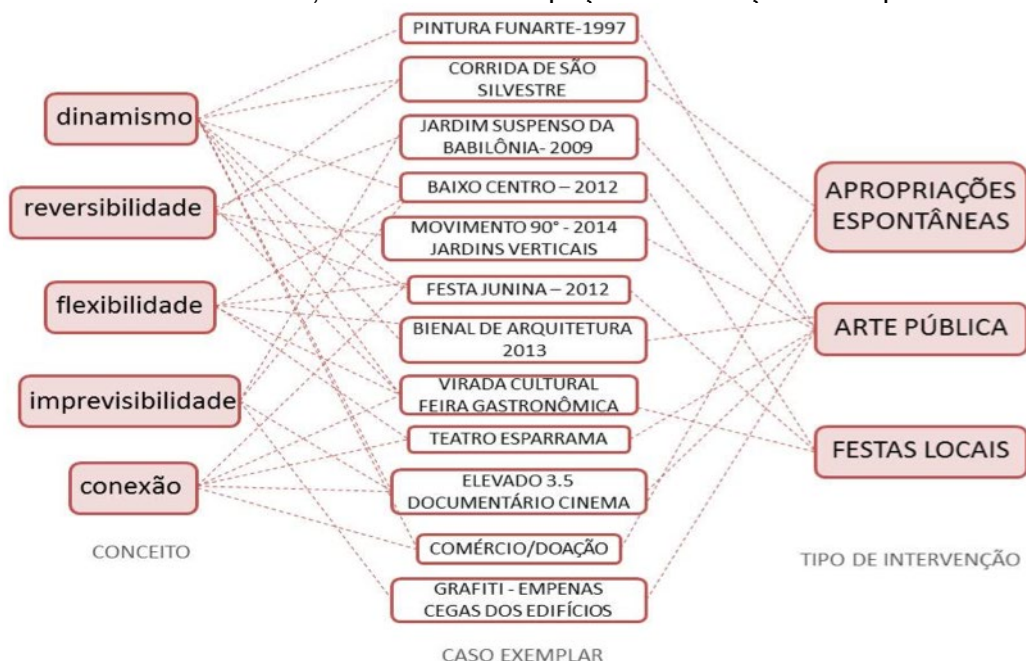 dinamismo
reversibilidade
flexibilidade
imprevisibilidade
conexão
CONCEITO
PINTURA FUNARTE-1997
CORRIDA DE SÃO
SILVESTRE
JARDIM SUSPENSO DA
BABILÔNIA- 2009
BAIXO CENTRO – 2012
MOVIMENTO 90° - 2014
JARDINS VERTICAIS
FESTA JUNINA – 2012
BIENAL DE ARQUITETURA
2013
VIRADA CULTURAL
FEIRA GASTRONÔMICA
TEATRO ESPARRAMA
ELEVADO 3.5
DOCUMENTÁRIO CINEMA
COMÉRCIO/DOAÇÃO
GRAFITI - EMPENAS
CEGAS DOS EDIFÍCIOS
CASO EXEMPLAR
APROPRIAÇÕES
ESPONTÂNEAS
ARTE PÚBLICA
FESTAS LOCAIS
TIPO DE INTERVENÇÃO